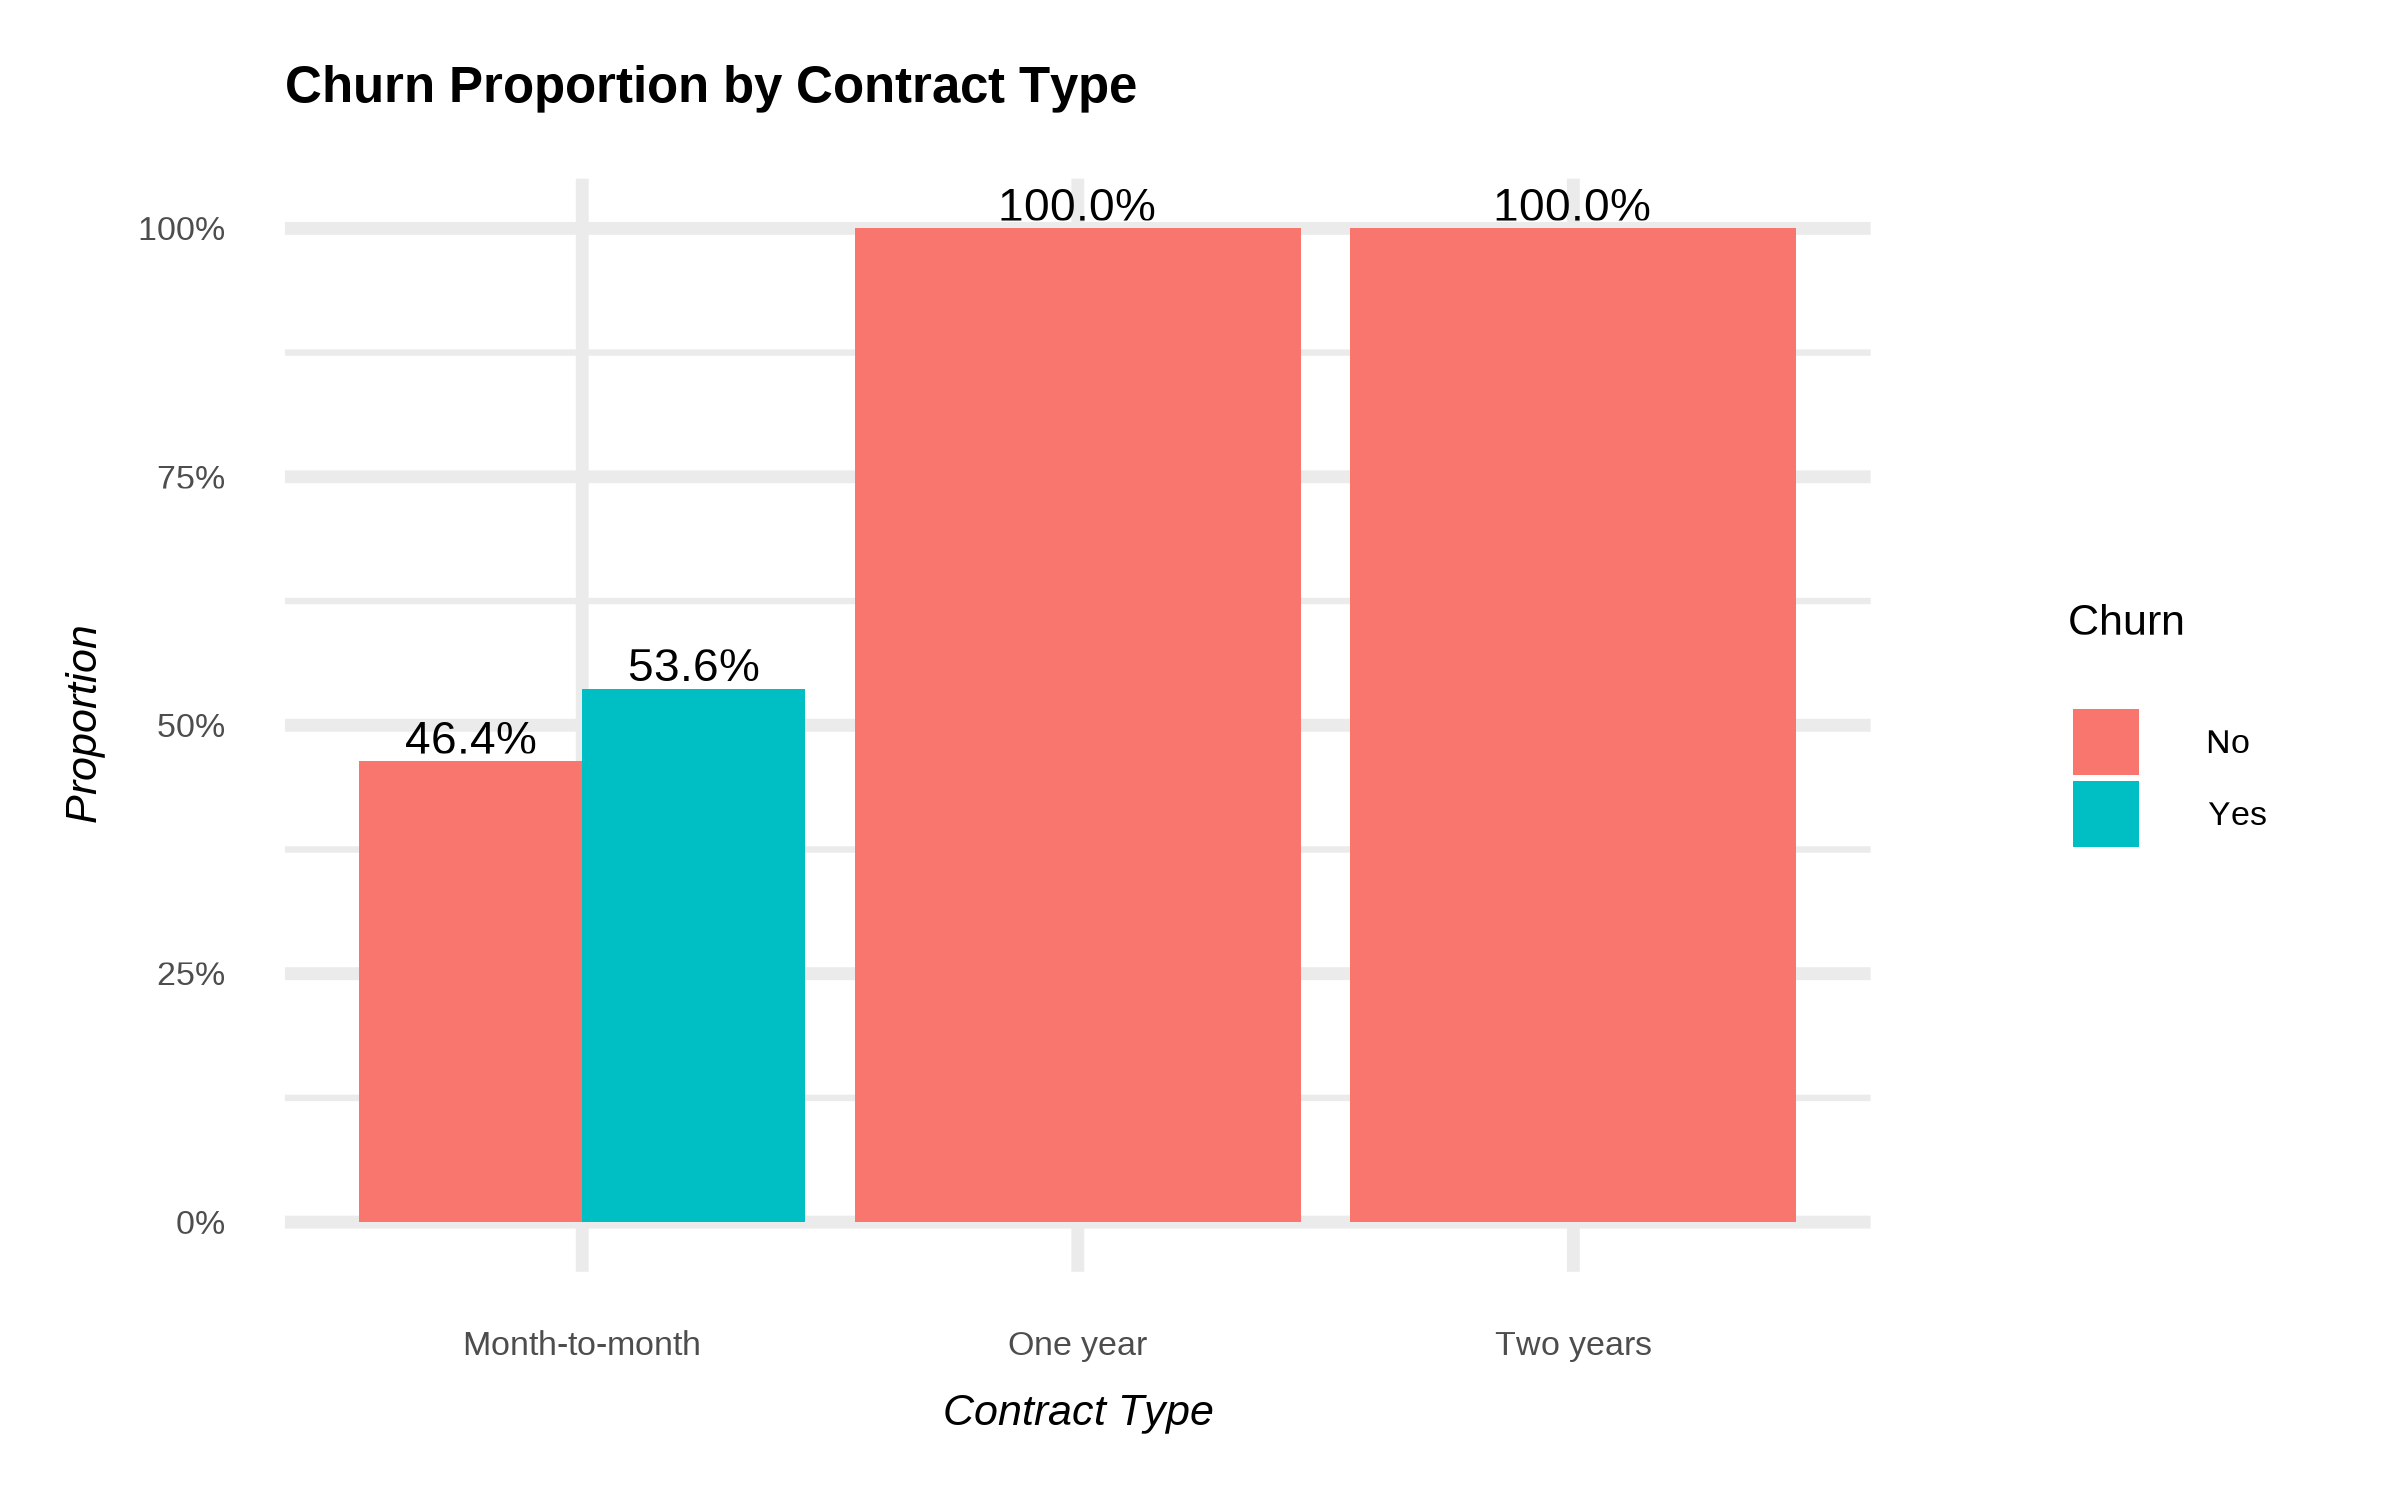 Churn Proportion by Contract Type
100.0% 100.0%
100%
75%
53.6%
46.4%
50%
25%
0%
Proportion
Month-to-month One year Two years
Contract Type
Churn
No
Yes